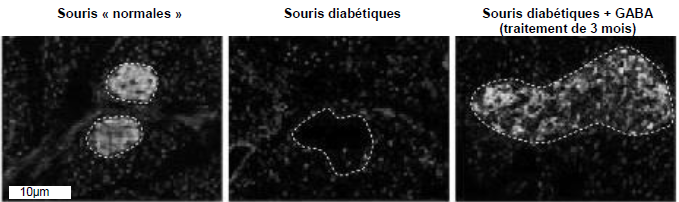 Souris « normales »
Souris diabétiques
Souris diabétiques + GABA
(traitement de 3 mois)
10µm